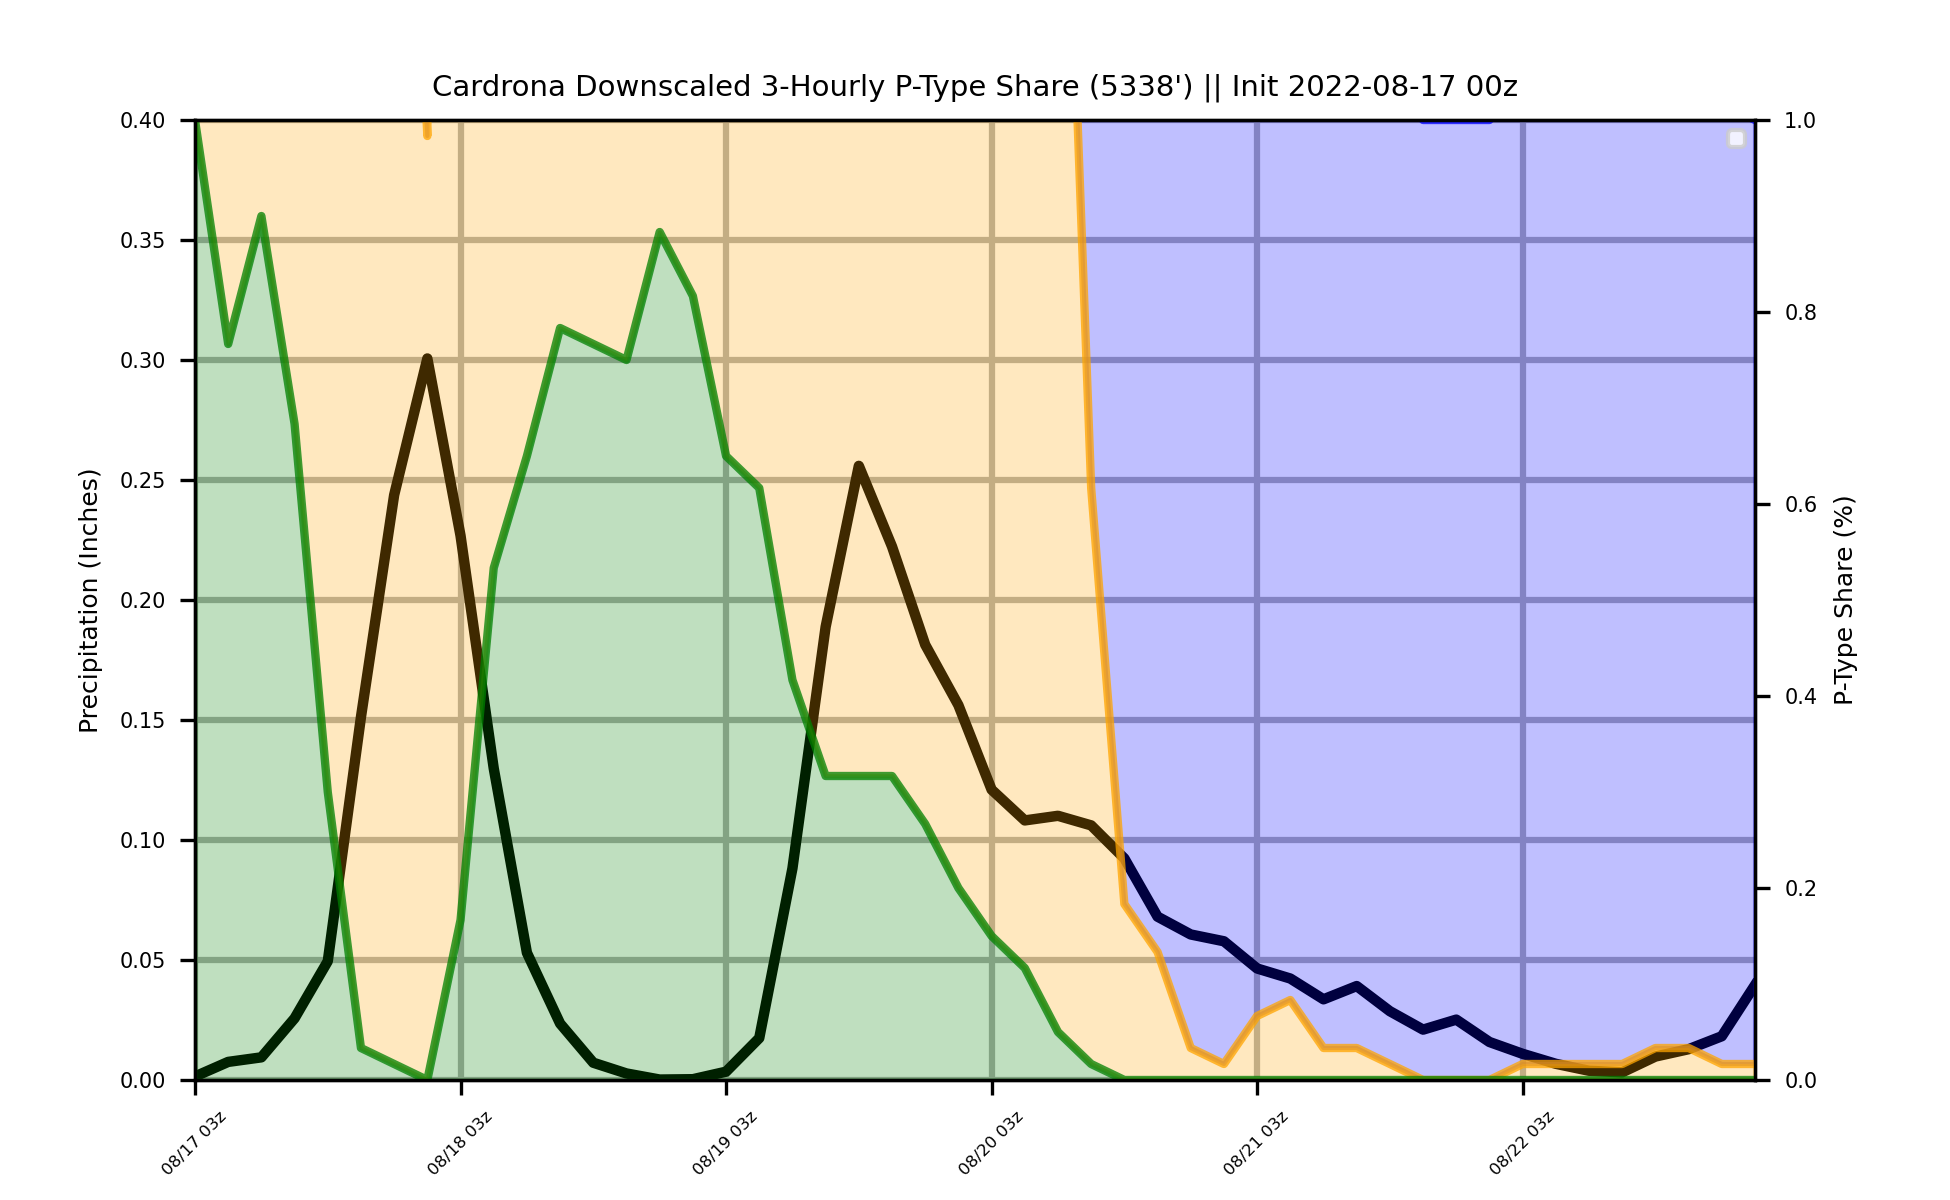 Cardrona Downscaled 3-Hourly P-Type Share (5338') || Init 2022-08-17 00z
0.40
0.35
0.30
0.25
0.20
0.15
0.10
0.05
0.00
Precipitation (Inches)
1.0
0.8
0.6
0.4
0.2
0.0
P-Type Share (%)
08/17 03z
08/18 03z
08/19 03z
08/20 03z
08/21 03z
08/22 03z